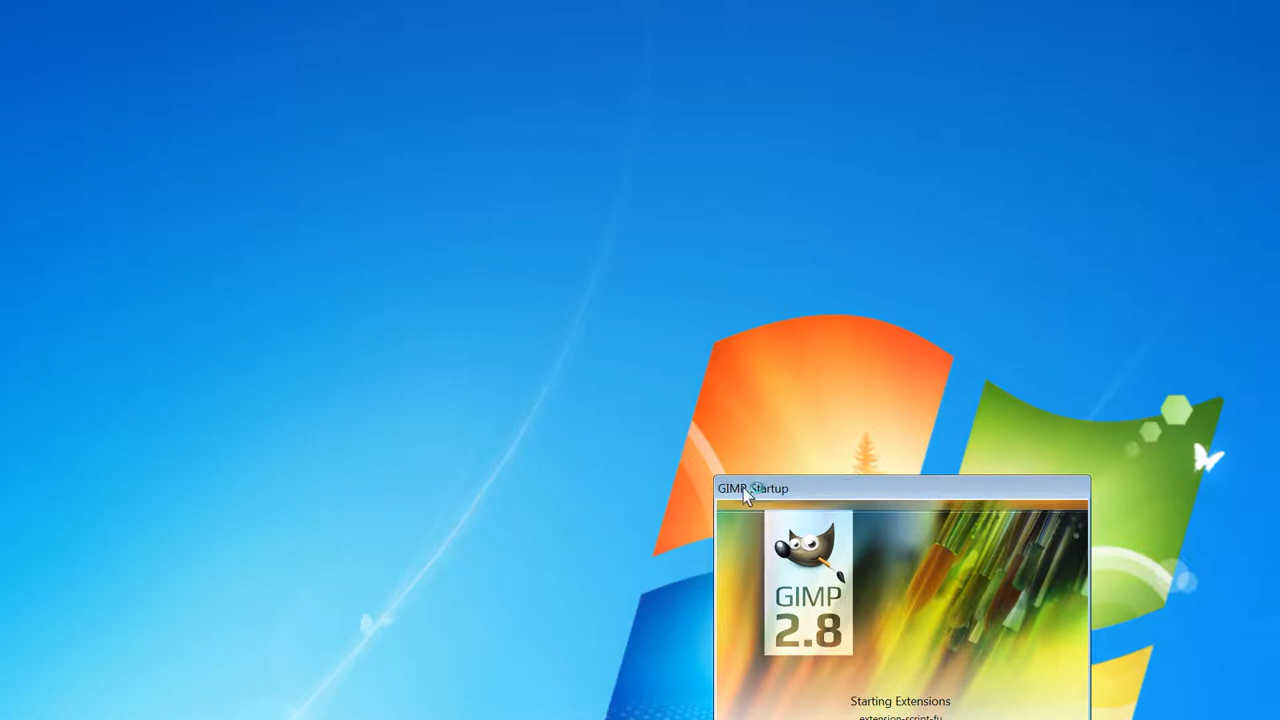 GIMP Startup
GIMP
2.8
Starting Extensions
extension-script-fu